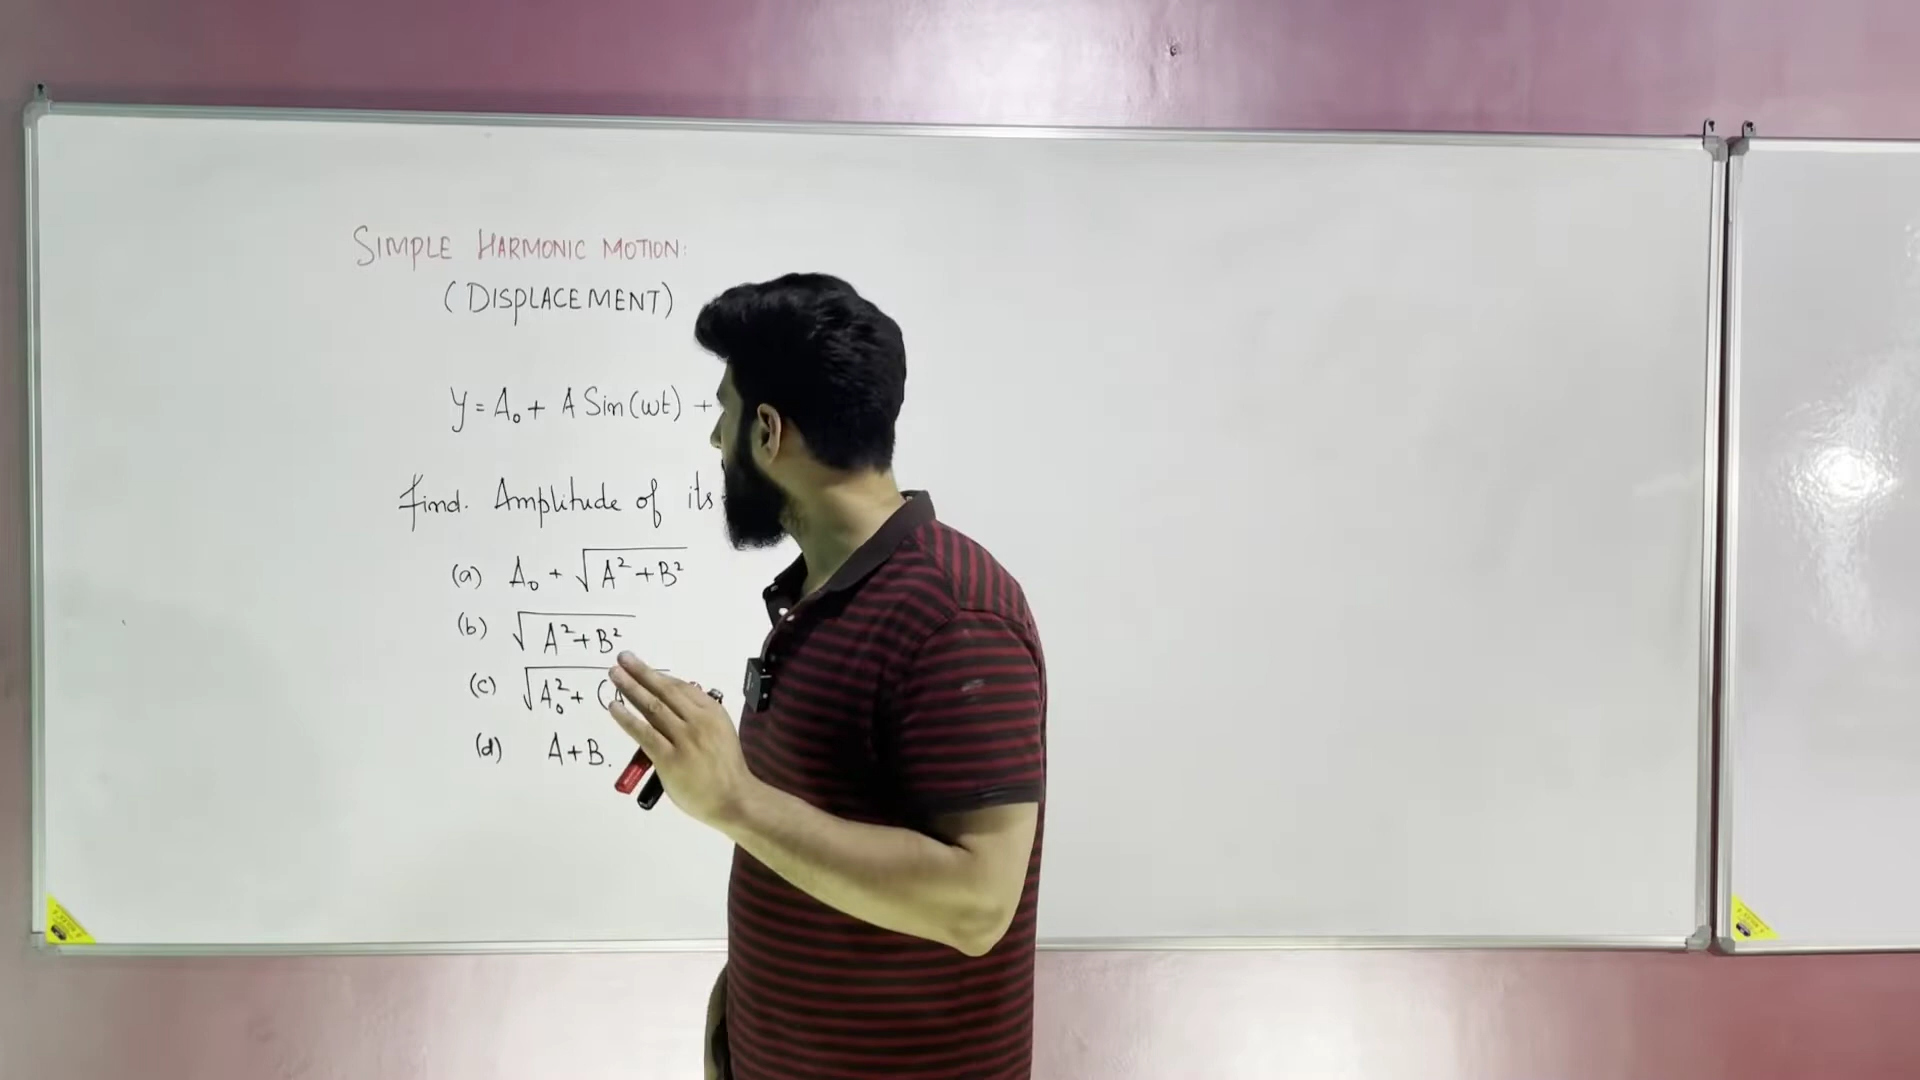 SIMPLE HARMONIC MOTION:
(DISPLACEMENT)
y = A₀ + A Sin(ωt) +
Find. Amplitude of its
(a) A₀ + √(A² + B²)
(b) √(A² + B²)
(c) √(A₀² + (A
(d) A + B.